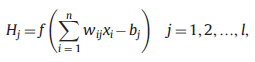 H_j = f(∑_{i=1}^{n} w_{ij}x_i − b_j)   j = 1, 2, ..., l,